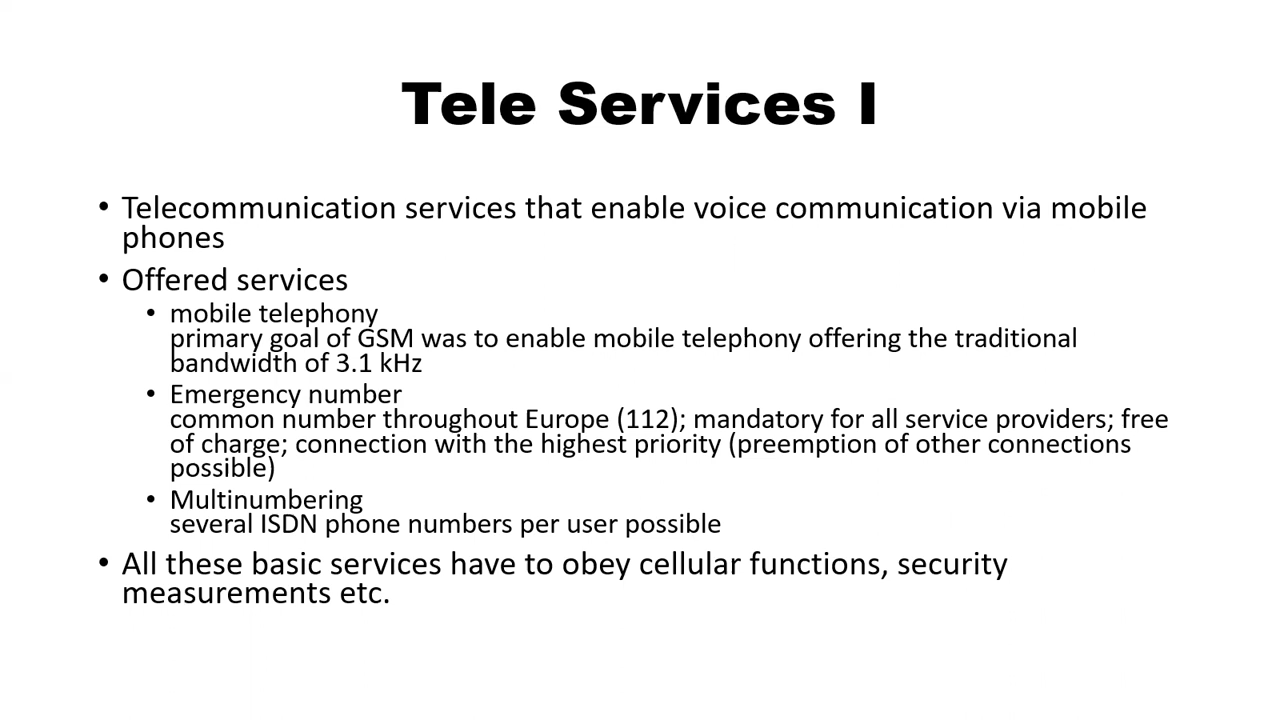 Tele Services I
• Telecommunication services that enable voice communication via mobile
phones
• Offered services
• mobile telephony
primary goal of GSM was to enable mobile telephony offering the traditional
bandwidth of 3.1 kHz
• Emergency number
common number throughout Europe (112); mandatory for all service providers; free
of charge; connection with the highest priority (preemption of other connections
possible)
• Multinumbering
several ISDN phone numbers per user possible
• All these basic services have to obey cellular functions, security
measurements etc.